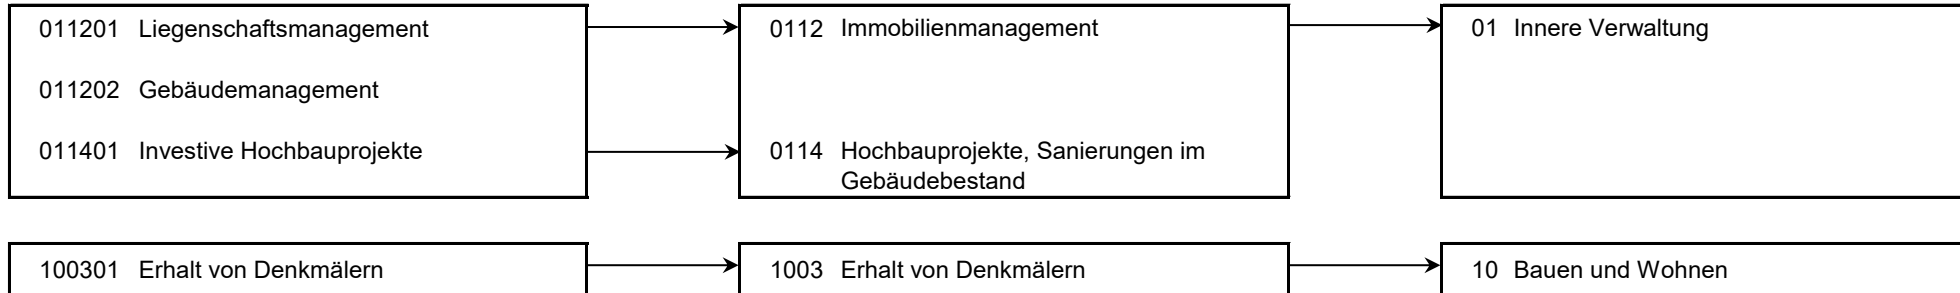 011201 Liegenschaftsmanagement
0112 Immobilienmanagement
01 Innere Verwaltung
011202 Gebäudemanagement
011401 Investive Hochbauprojekte
0114 Hochbauprojekte, Sanierungen im
Gebäudebestand
100301 Erhalt von Denkmälern
1003 Erhalt von Denkmälern
10 Bauen und Wohnen